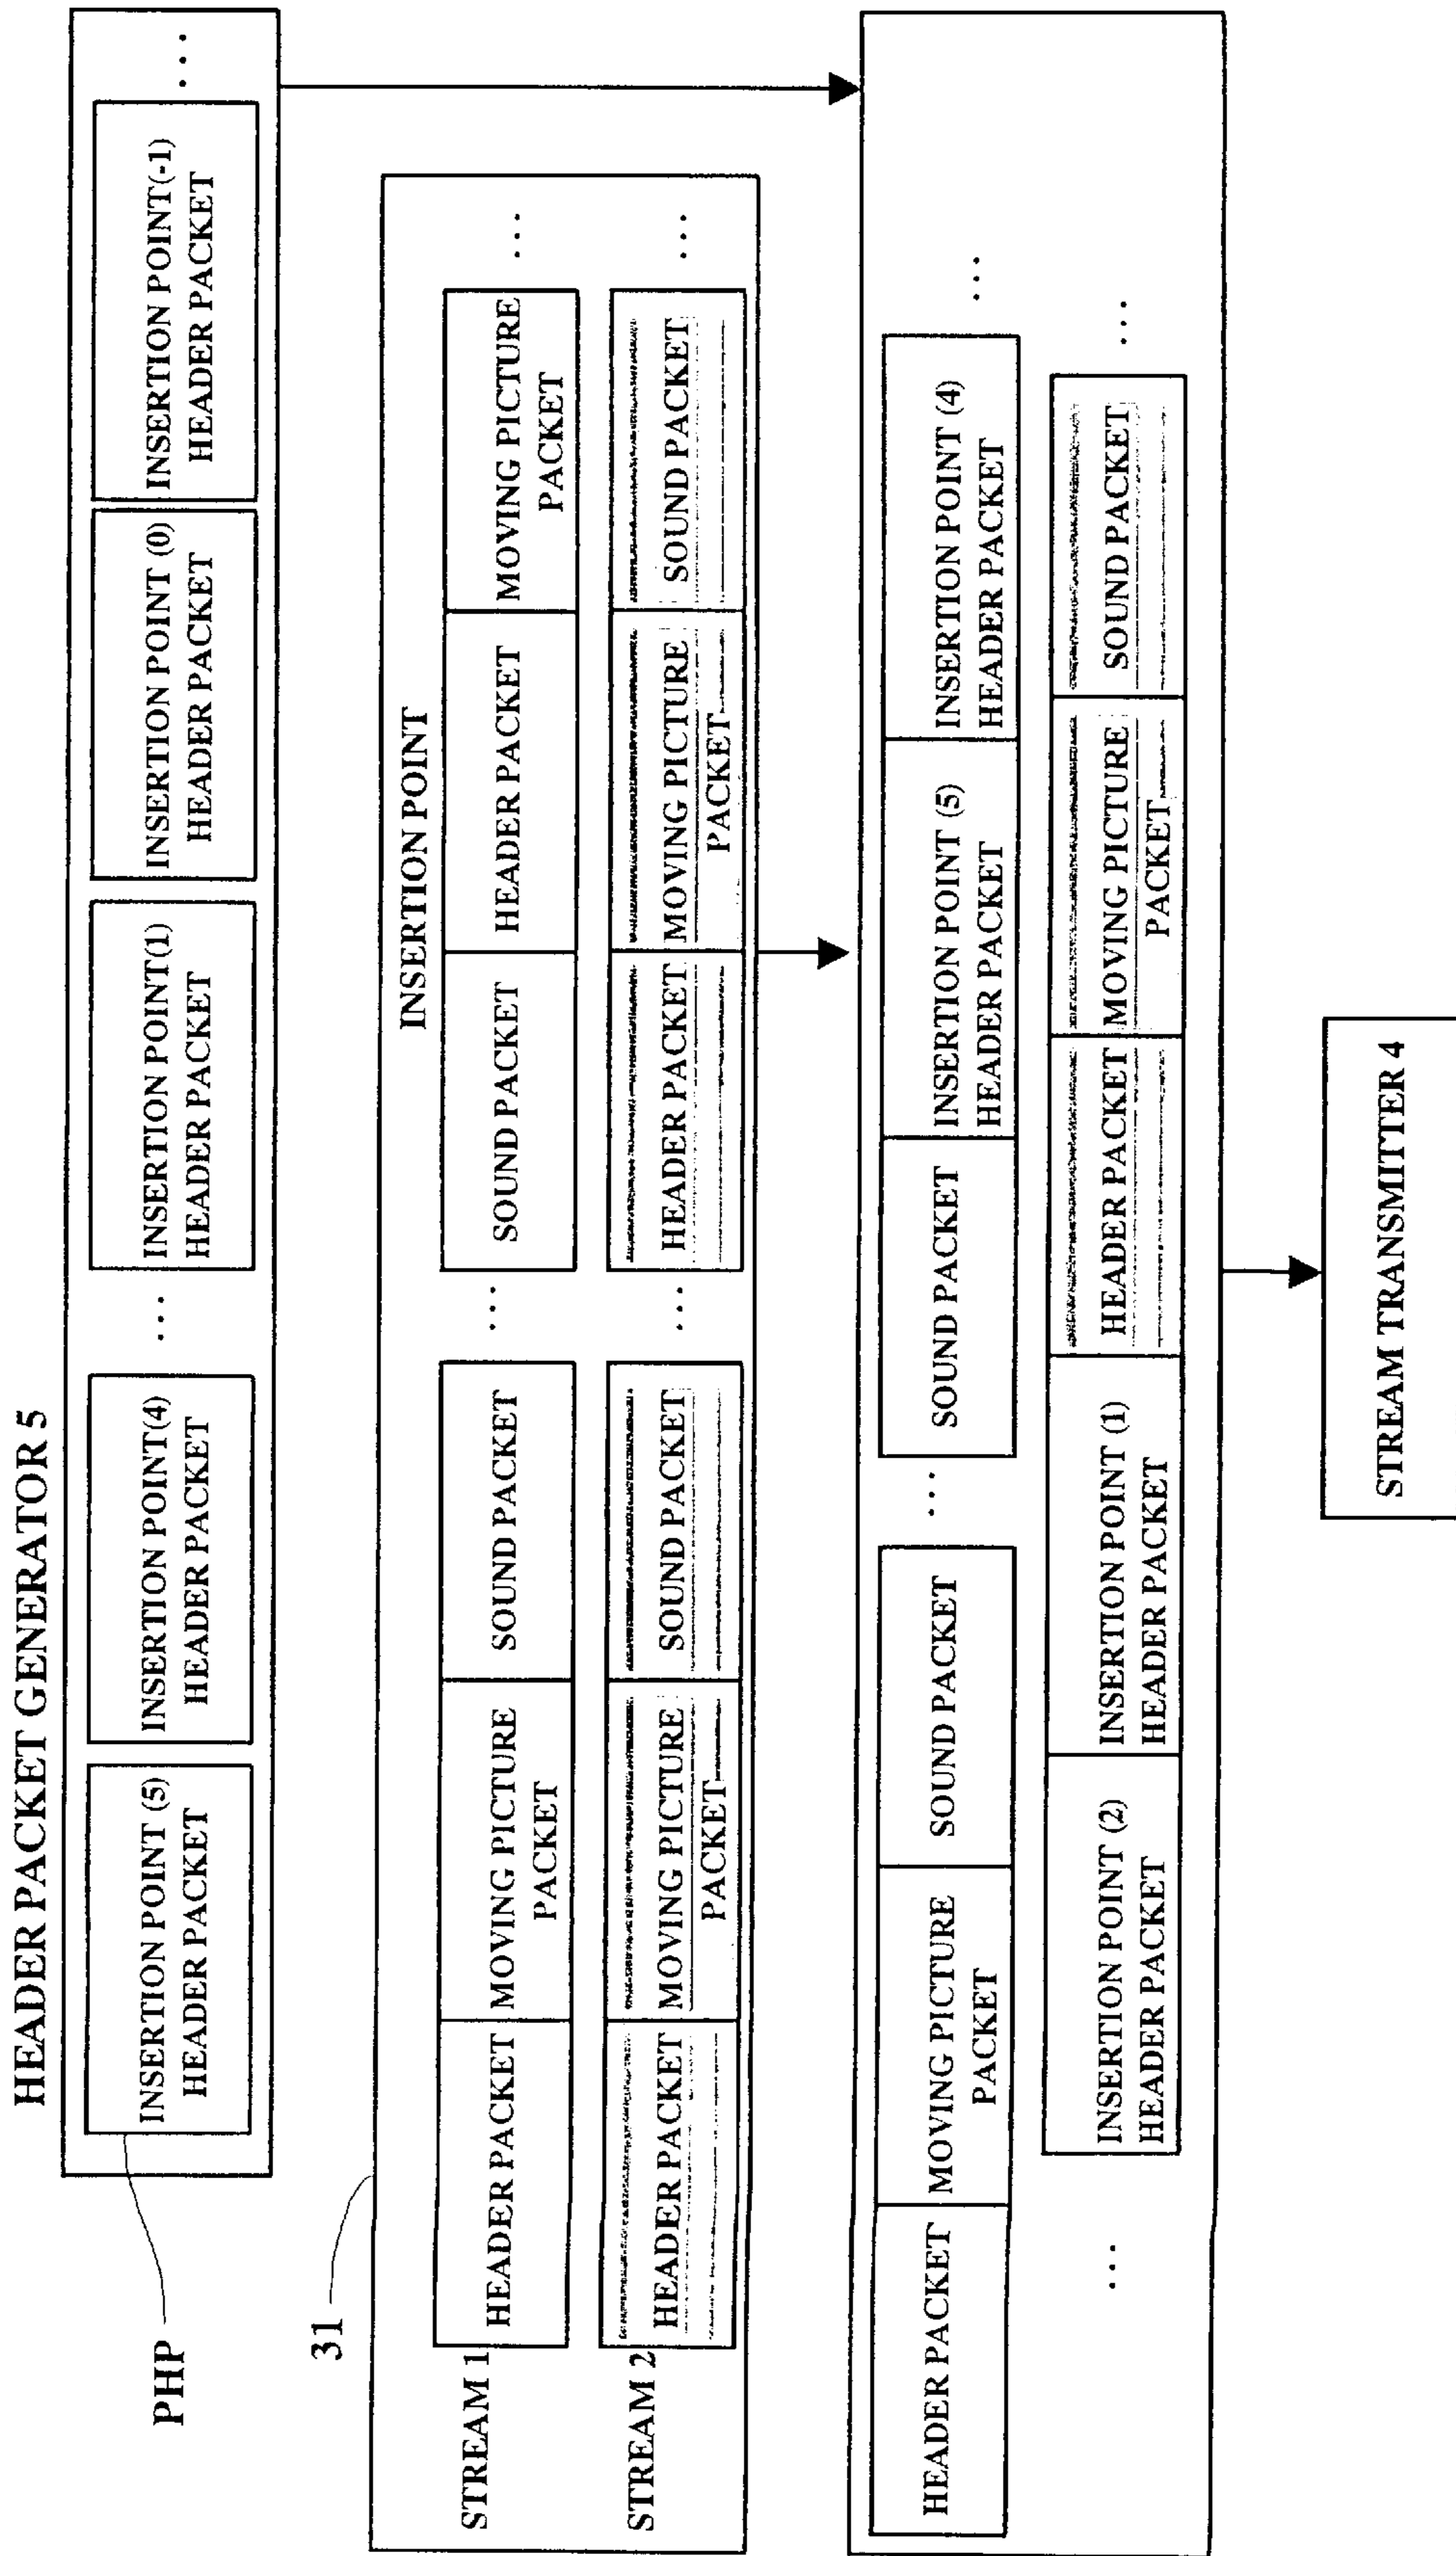 HEADER PACKET GENERATOR 5
PHP
INSERTION POINT (5)
HEADER PACKET
INSERTION POINT(4)
HEADER PACKET
...
INSERTION POINT(1)
HEADER PACKET
INSERTION POINT (0)
HEADER PACKET
INSERTION POINT(-1)
HEADER PACKET
...
31
INSERTION POINT
STREAM 1
HEADER PACKET
MOVING PICTURE
PACKET
SOUND PACKET
...
SOUND PACKET
HEADER PACKET
MOVING PICTURE
PACKET
...
STREAM 2
HEADER PACKET
MOVING PICTURE
PACKET
SOUND PACKET
...
HEADER PACKET
MOVING PICTURE
PACKET
SOUND PACKET
...
HEADER PACKET
MOVING PICTURE
PACKET
SOUND PACKET
...
SOUND PACKET
INSERTION POINT (5)
HEADER PACKET
INSERTION POINT (4)
HEADER PACKET
...
...
INSERTION POINT (2)
HEADER PACKET
INSERTION POINT (1)
HEADER PACKET
HEADER PACKET
MOVING PICTURE
PACKET
SOUND PACKET
...
STREAM TRANSMITTER 4